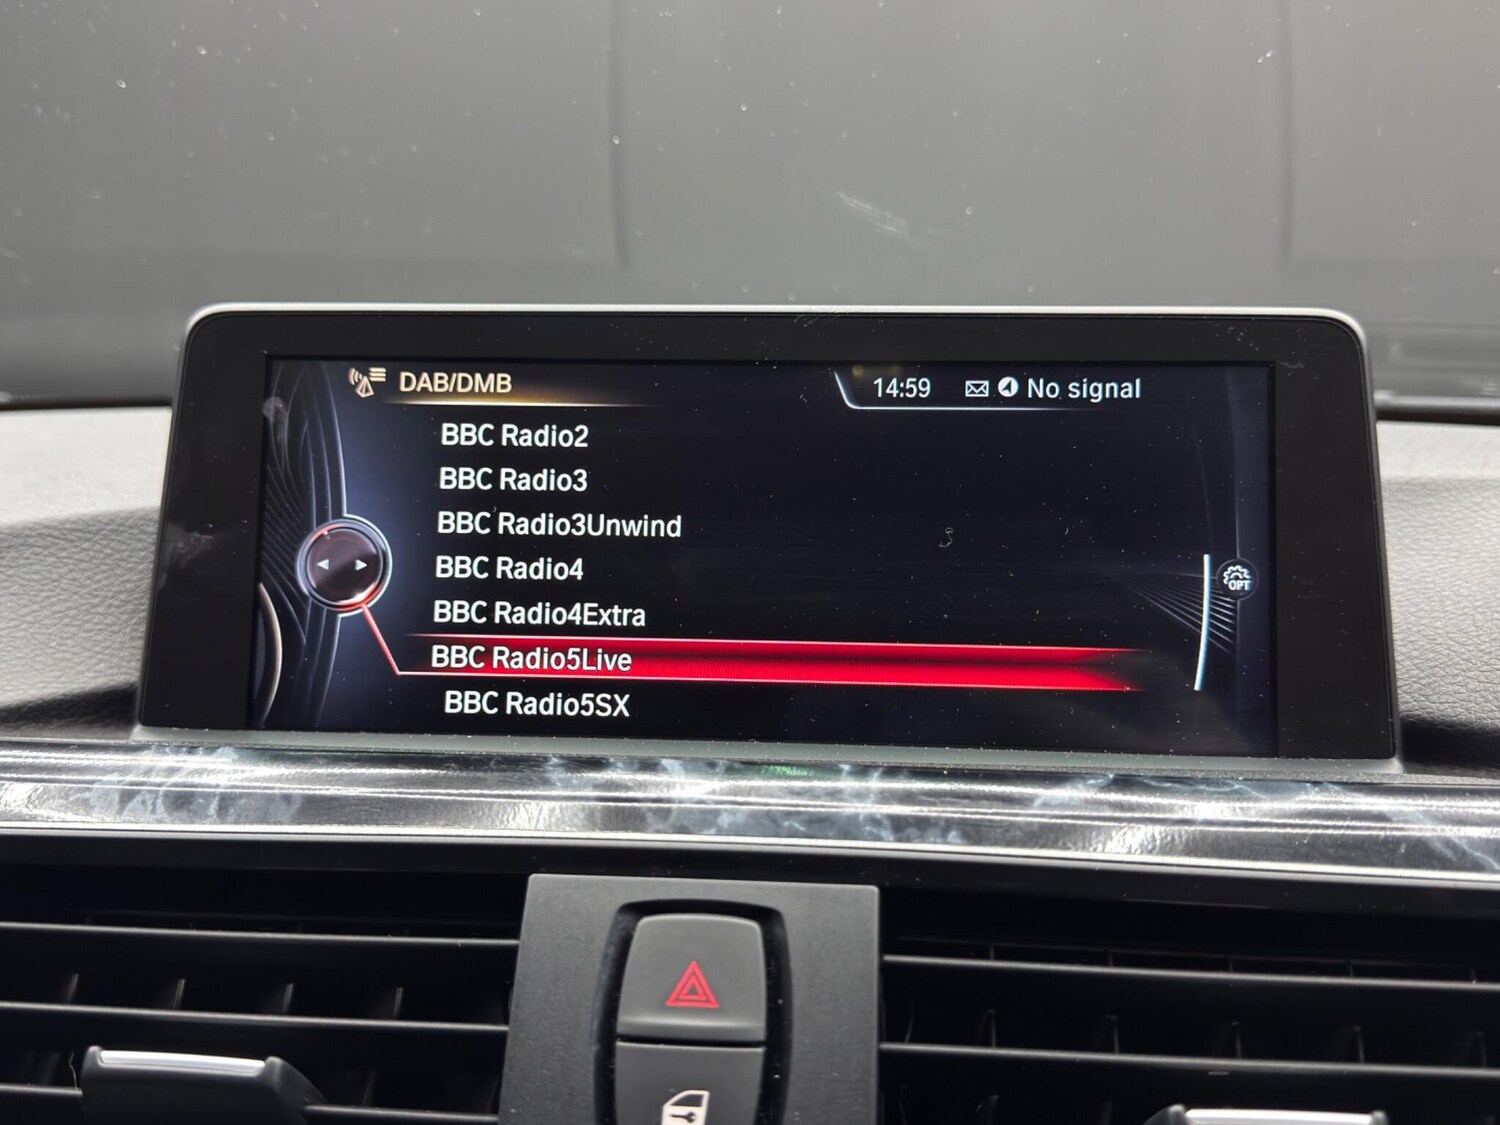 DAB/DMB
14:59 No signal
BBC Radio2
BBC Radio3
BBC Radio3Unwind
BBC Radio4
BBC Radio4Extra
BBC Radio5Live
BBC Radio5SX
OPT